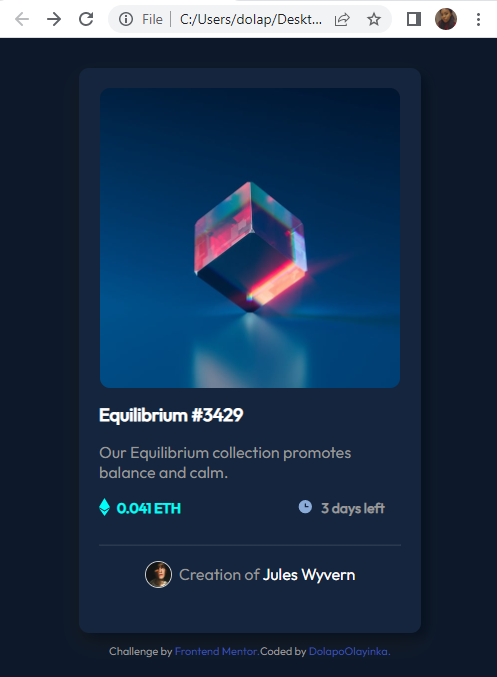 File | C:/Users/dolap/Deskt...
Equilibrium #3429
Our Equilibrium collection promotes
balance and calm.
0.041 ETH 3 days left
Creation of Jules Wyvern
Challenge by Frontend Mentor.Coded by DolapoOlayinka.